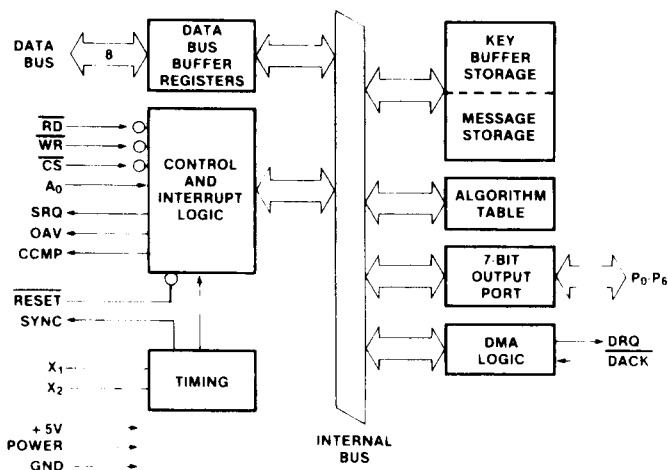 DATA
BUS
8
DATA
BUS
BUFFER
REGISTERS
RD
WR
CS
A0
SRQ
OAV
CCMP
CONTROL
AND
INTERRUPT
LOGIC
RESET
SYNC
X1
X2
TIMING
+ 5V
POWER
GND
INTERNAL
BUS
KEY
BUFFER
STORAGE
MESSAGE
STORAGE
ALGORITHM
TABLE
7-BIT
OUTPUT
PORT
P0-P6
DMA
LOGIC
DRQ
DACK